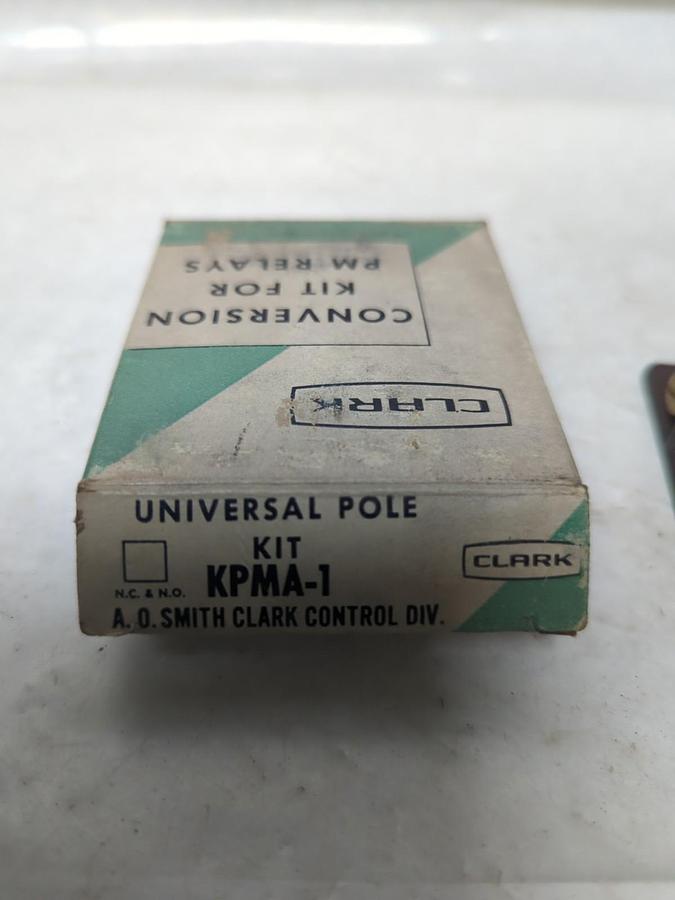 CONVERSION
KIT FOR
PM RELAYS
CLARK
UNIVERSAL POLE
KIT
CLARK
N.C. & N.O.
KPMA-1
A. O. SMITH CLARK CONTROL DIV.